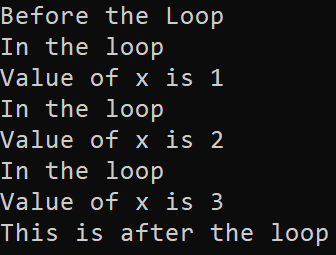 Before the Loop
In the loop
Value of x is 1
In the loop
Value of x is 2
In the loop
Value of x is 3
This is after the loop